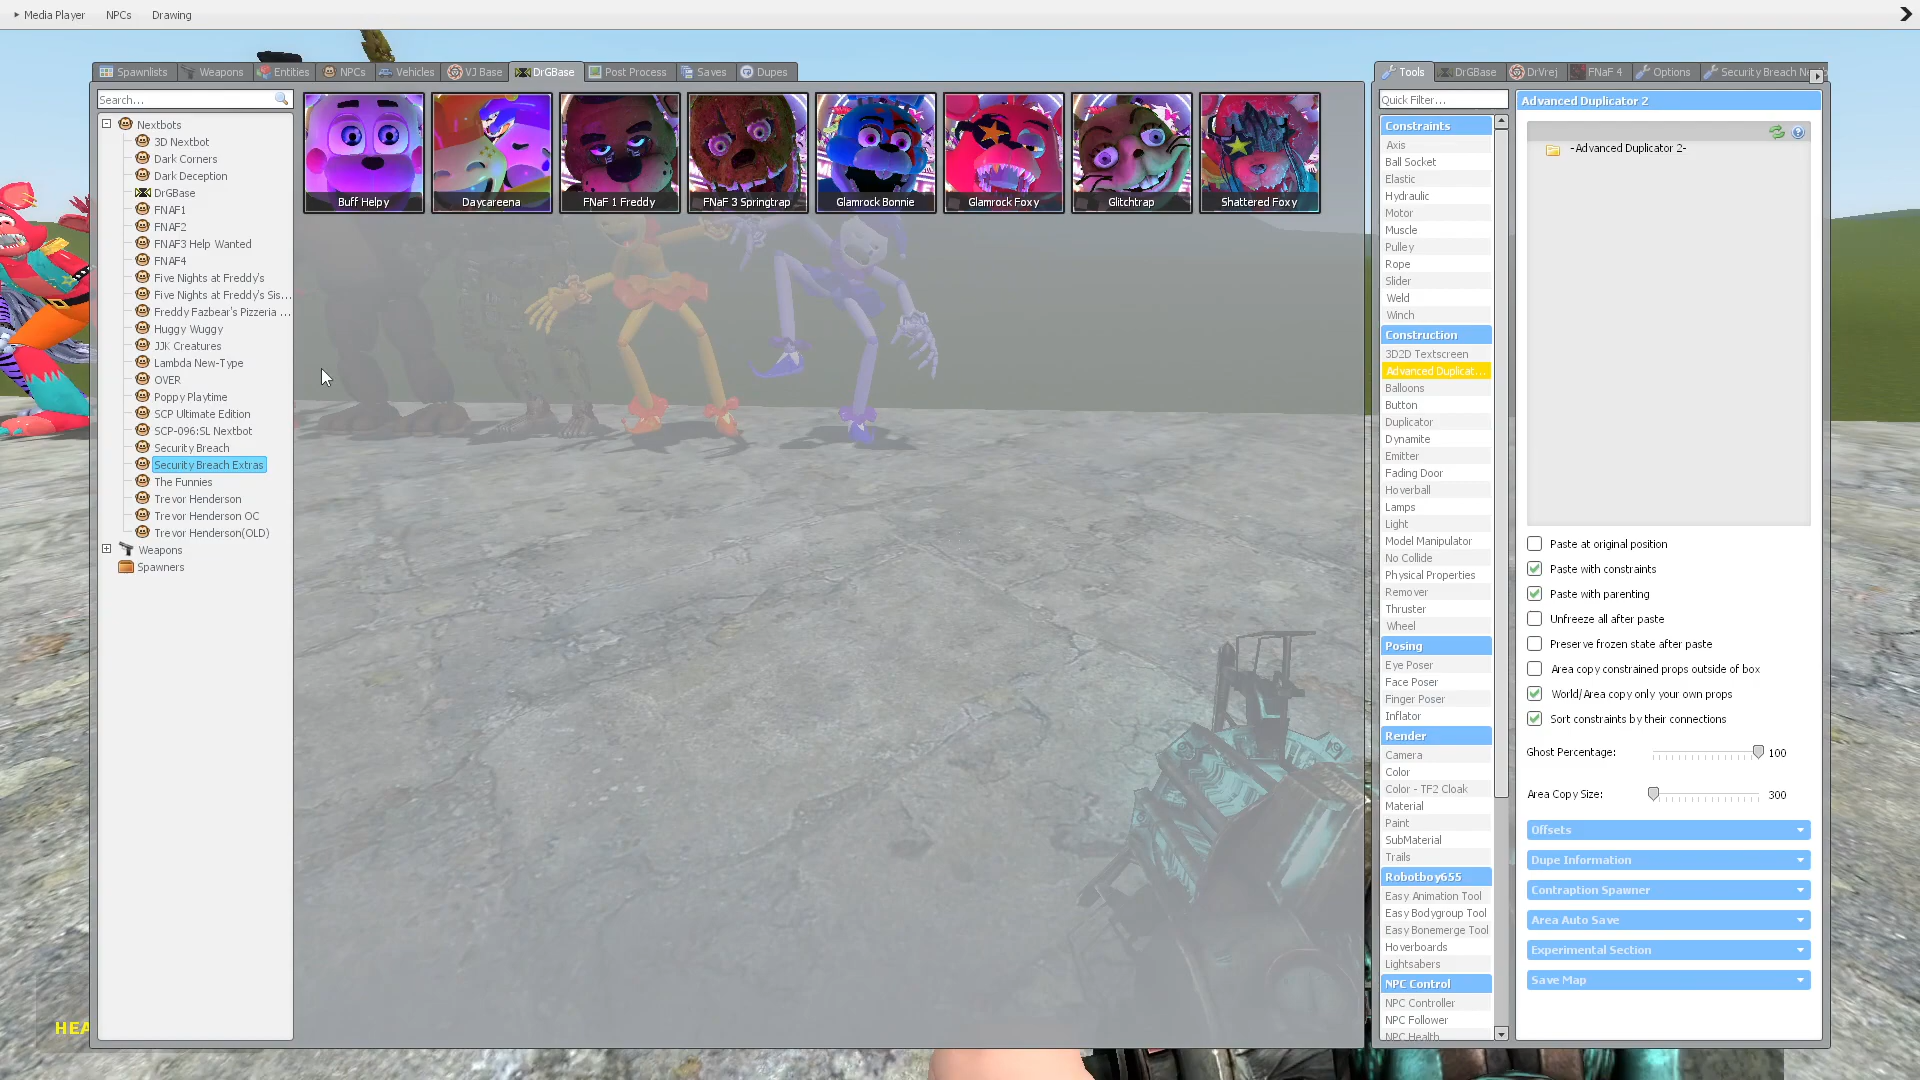 Media Player
NPCs
Drawing
Spawnlists
Weapons
Entities
NPCs
Vehicles
VJ Base
DrGBase
Post Process
Saves
Dupes
Search...
Nextbots
3D Nextbot
Dark Corners
Dark Deception
DrGBase
FNAF1
FNAF2
FNAF3 Help Wanted
FNAF4
Five Nights at Freddy's
Five Nights at Freddy's Sis...
Freddy Fazbear's Pizzeria ...
Huggy Wuggy
JJK Creatures
Lambda New-Type
OVER
Poppy Playtime
SCP Ultimate Edition
SCP-096:SL Nextbot
Security Breach
Security Breach Extras
The Funnies
Trevor Henderson
Trevor Henderson OC
Trevor Henderson(OLD)
Weapons
Spawners
Buff Helpy
Daycareena
FNaF 1 Freddy
FNaF 3 Springtrap
Glamrock Bonnie
Glamrock Foxy
Glitchtrap
Shattered Foxy
HEA
Tools
DrGBase
DrVrej
FNaF 4
Options
Security Breach
Quick Filter...
Constraints
Axis
Ball Socket
Elastic
Hydraulic
Motor
Muscle
Pulley
Rope
Slider
Weld
Winch
Construction
3D2D Textscreen
Advanced Duplicat...
Balloons
Button
Duplicator
Dynamite
Emitter
Fading Door
Hoverball
Lamps
Light
Model Manipulator
No Collide
Physical Properties
Remover
Thruster
Wheel
Posing
Eye Poser
Face Poser
Finger Poser
Inflator
Render
Camera
Color
Color - TF2 Cloak
Material
Paint
SubMaterial
Trails
Robotboy655
Easy Animation Tool
Easy Bodygroup Tool
Easy Bonemerge Tool
Hoverboards
Lightsabers
NPC Control
NPC Controller
NPC Follower
NPC Health
Advanced Duplicator 2
-Advanced Duplicator 2-
Paste at original position
Paste with constraints
Paste with parenting
Unfreeze all after paste
Preserve frozen state after paste
Area copy constrained props outside of box
World/Area copy only your own props
Sort constraints by their connections
Ghost Percentage: 100
Area Copy Size: 300
Offsets
Dupe Information
Contraption Spawner
Area Auto Save
Experimental Section
Save Map